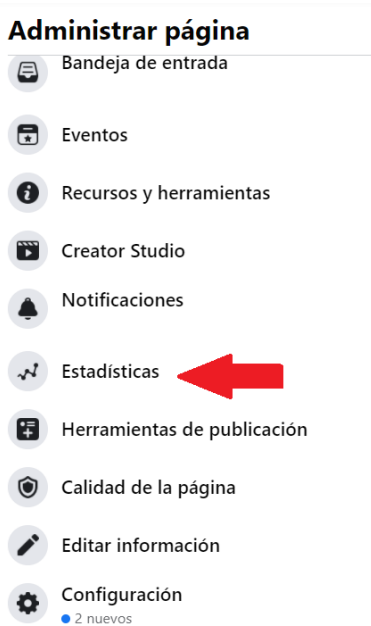 Administrar página
Bandeja de entrada
Eventos
Recursos y herramientas
Creator Studio
Notificaciones
Estadísticas
Herramientas de publicación
Calidad de la página
Editar información
Configuración
2 nuevos